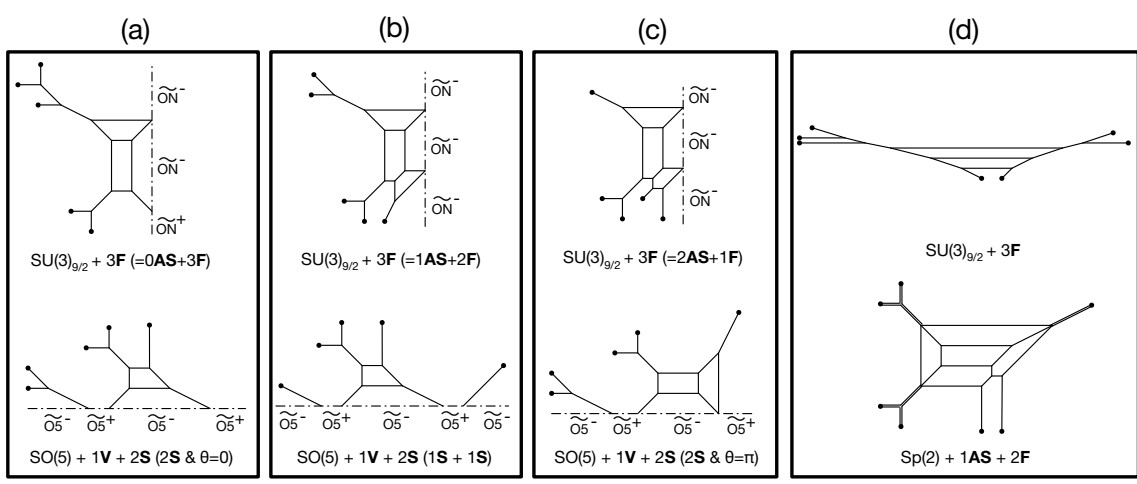 (a)
(b)
(c)
(d)
ON~-
ON~-
ON~+
SU(3)9/2 + 3F (=0AS+3F)
O5~- O5~+ O5~- O5~+
SO(5) + 1V + 2S (2S & θ=0)
ON~-
ON~-
ON~-
SU(3)9/2 + 3F (=1AS+2F)
O5~- O5~+ O5~- O5~+ O5~-
SO(5) + 1V + 2S (1S + 1S)
ON~-
ON~-
ON~-
SU(3)9/2 + 3F (=2AS+1F)
O5~- O5~+ O5~- O5~+
SO(5) + 1V + 2S (2S & θ=π)
SU(3)9/2 + 3F
Sp(2) + 1AS + 2F